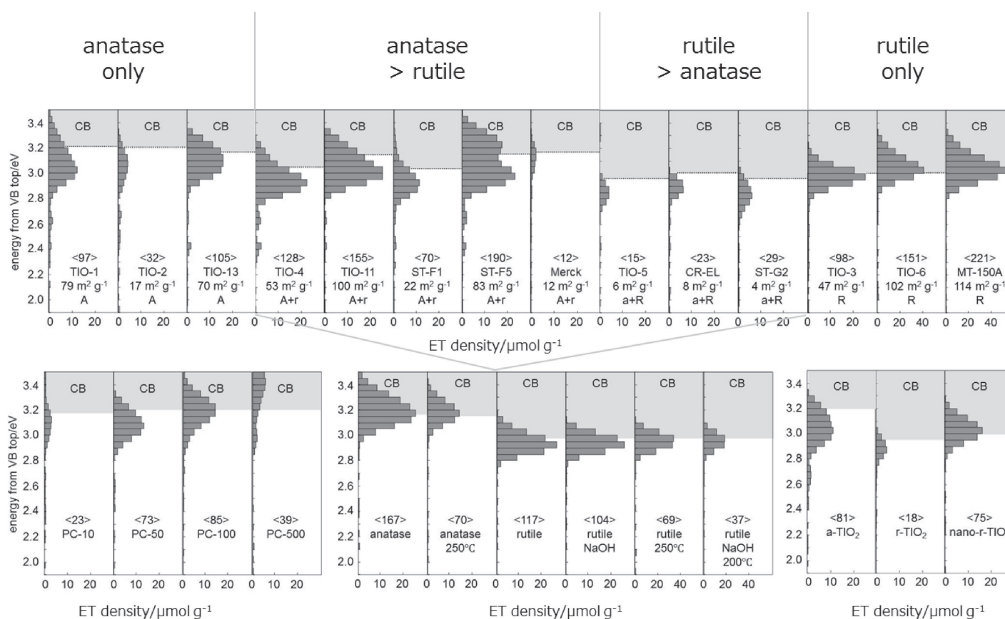 anatase
only
anatase
> rutile
rutile
> anatase
rutile
only
energy from VB top/eV
3.4
3.2
3.0
2.8
2.6
2.4
2.2
2.0
CB CB CB CB CB CB CB CB CB CB CB CB CB CB
<97>
TIO-1
79 m² g⁻¹
A
<32>
TIO-2
17 m² g⁻¹
A
<105>
TIO-13
70 m² g⁻¹
A
<128>
TIO-4
53 m² g⁻¹
A+r
<155>
TIO-11
100 m² g⁻¹
A+r
<70>
ST-F1
22 m² g⁻¹
A+r
<190>
ST-F5
83 m² g⁻¹
A+r
<12>
Merck
12 m² g⁻¹
A+r
<15>
TIO-5
6 m² g⁻¹
a+R
<23>
CR-EL
8 m² g⁻¹
a+R
<29>
ST-G2
4 m² g⁻¹
a+R
<98>
TIO-3
47 m² g⁻¹
R
<151>
TIO-6
102 m² g⁻¹
R
<221>
MT-150A
114 m² g⁻¹
R
0 10 20 0 10 20 0 10 20 0 10 20 0 10 20 0 10 20 0 10 20 0 10 20 0 10 20 0 10 20 0 10 20 0 20 40 0 20 40 0 20 40
ET density/μmol g⁻¹
energy from VB top/eV
3.4
3.2
3.0
2.8
2.6
2.4
2.2
2.0
CB CB CB CB
<23>
PC-10
<73>
PC-50
<85>
PC-100
<39>
PC-500
0 10 20 0 10 20 0 10 20 0 10 20 30
ET density/μmol g⁻¹
3.4
3.2
3.0
2.8
2.6
2.4
2.2
2.0
CB CB CB CB CB CB
<167>
anatase
<70>
anatase
250℃
<117>
rutile
<104>
rutile
NaOH
<69>
rutile
250℃
<37>
rutile
NaOH
200℃
0 10 20 0 10 20 0 20 40 0 20 40 0 20 40 0 20 40 60
ET density/μmol g⁻¹
3.4
3.2
3.0
2.8
2.6
2.4
2.2
2.0
CB CB CB
<81>
a-TiO₂
<18>
r-TiO₂
<75>
nano-r-TiO
0 10 20 0 10 20 0 10 20
ET density/μmol g⁻¹